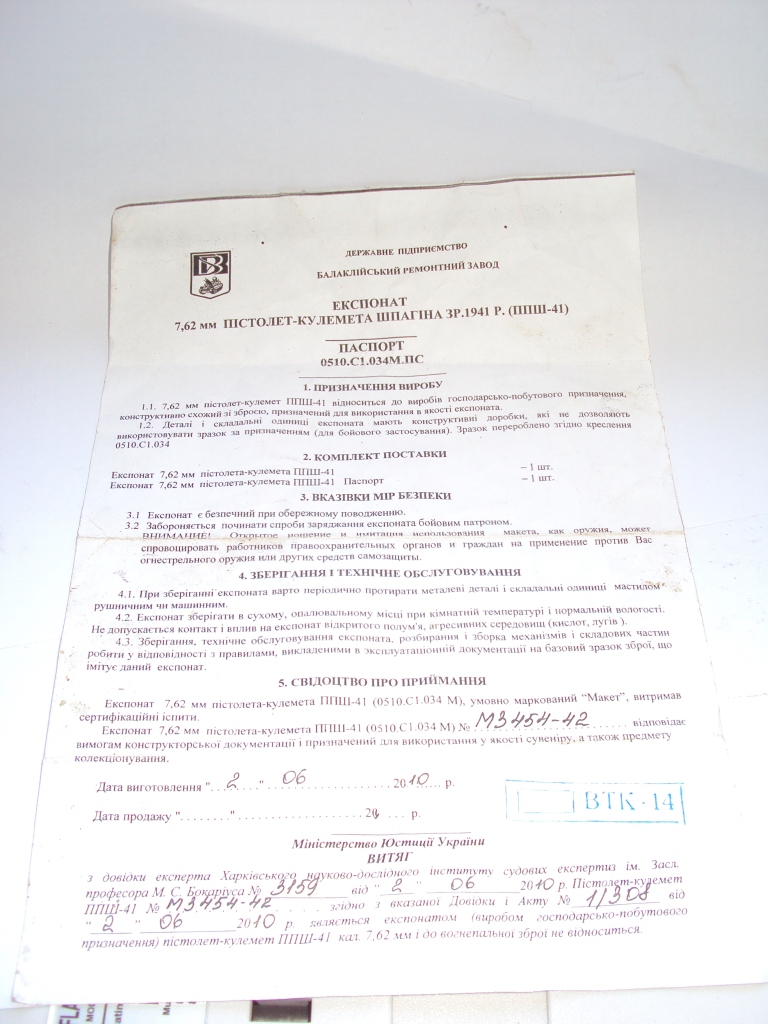 ДЕРЖАВНЕ ПІДПРИЄМСТВО
БАЛАКЛІЙСЬКИЙ РЕМОНТНИЙ ЗАВОД
ЕКСПОНАТ
7,62 мм ПІСТОЛЕТ-КУЛЕМЕТА ШПАГІНА ЗР.1941 Р. (ППШ-41)
ПАСПОРТ
0510.С1.034М.ПС
1. ПРИЗНАЧЕННЯ ВИРОБУ
1.1. 7,62 мм пістолет-кулемет ППШ-41 відноситься до виробів господарсько-побутового призначення,
конструктивно схожий зі зброєю, призначений для використання в якості експоната.
1.2. Деталі і складальні одиниці експоната мають конструктивні доробки, які не дозволяють
використовувати зразок за призначенням (для бойового застосування). Зразок перероблено згідно креслення
0510.С1.034
2. КОМПЛЕКТ ПОСТАВКИ
Експонат 7,62 мм пістолета-кулемета ППШ-41 – 1 шт.
Експонат 7,62 мм пістолета-кулемета ППШ-41 Паспорт – 1 шт.
3. ВКАЗІВКИ МІР БЕЗПЕКИ
3.1 Експонат є безпечний при обережному поводженню.
3.2 Забороняється починати спроби заряджання експоната бойовим патроном.
ВНИМАНИЕ! Открытое ношение и имитация использования макета, как оружия, может
спровоцировать работников правоохранительных органов и граждан на применение против Вас
огнестрельного оружия или других средств самозащиты.
4. ЗБЕРІГАННЯ І ТЕХНІЧНЕ ОБСЛУГОВУВАННЯ
4.1. При зберіганні експоната варто періодично протирати металеві деталі і складальні одиниці мастилом
рушничним чи машинним.
4.2. Експонат зберігати в сухому, опалювальному місці при кімнатній температурі і нормальній вологості.
Не допускається контакт і вплив на експонат відкритого полум'я, агресивних середовищ (кислот, лугів ).
4.3. Зберігання, технічне обслуговування експоната, розбирання і зборка механізмів і складових частин
робити у відповідності з правилами, викладеними в эксплуатаційній документації на базовий зразок зброї, що
імітує даний експонат.
5. СВІДОЦТВО ПРО ПРИЙМАННЯ
Експонат 7,62 мм пістолета-кулемета ППШ-41 (0510.С1.034 М), умовно маркований “Макет”, витримав
сертифікаційні іспити.
Експонат 7,62 мм пістолета-кулемета ППШ-41 (0510.С1.034 М) № МЗ454-42 відповідає
вимогам конструкторської документації і призначений для використання у якості сувеніру, а також предмету
колекціонування.
Дата виготовлення "2" 06 2010 р.
ВТК-14
Дата продажу "........" 20 р.
Міністерство Юстиції України
ВИТЯГ
з довідки експерта Харківського науково-дослідного інституту судових експертиз ім. Засл.
професора М. С. Бокаріуса № 3159 від "2" 06 2010 р. Пістолет-кулемет
ППШ-41 № МЗ454-42 згідно з вказаної Довідки і Акту № 1/308 від
"2" 06 2010 р. являється експонатом (виробом господарсько-побутового
призначення) пістолет-кулемет ППШ-41 кал. 7,62 мм і до вогнепальної зброї не відноситься.